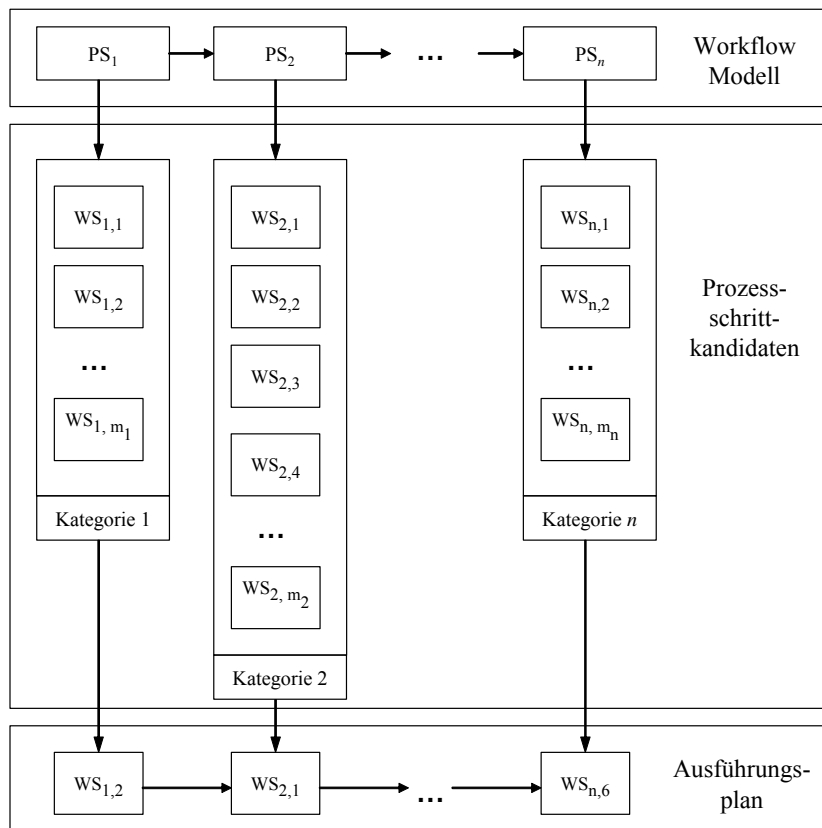 PS1
PS2
...
PSn
Workflow
Modell
WS1,1
WS1,2
...
WS1, m1
Kategorie 1
WS2,1
WS2,2
WS2,3
WS2,4
...
WS2, m2
Kategorie 2
WSn,1
WSn,2
...
WSn, mn
Kategorie n
Prozess-
schritt-
kandidaten
WS1,2
WS2,1
...
WSn,6
Ausführungs-
plan